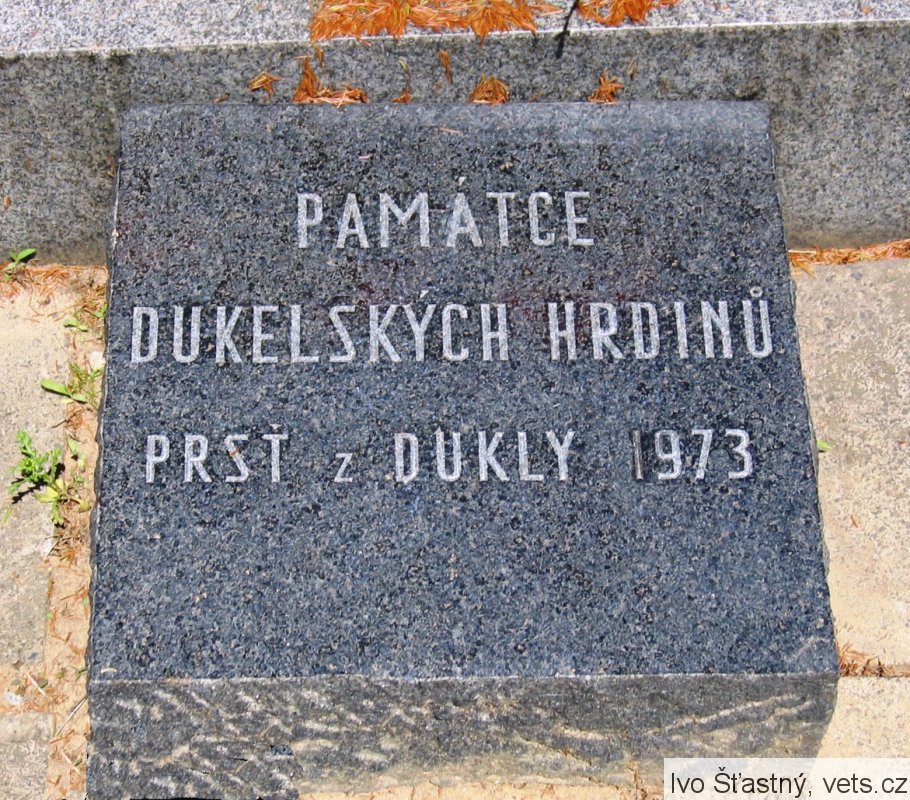 PAMÁTCE
DUKELSKÝCH HRDINŮ
PRSŤ z DUKLY 1973
Ivo Šťastný, vets.cz